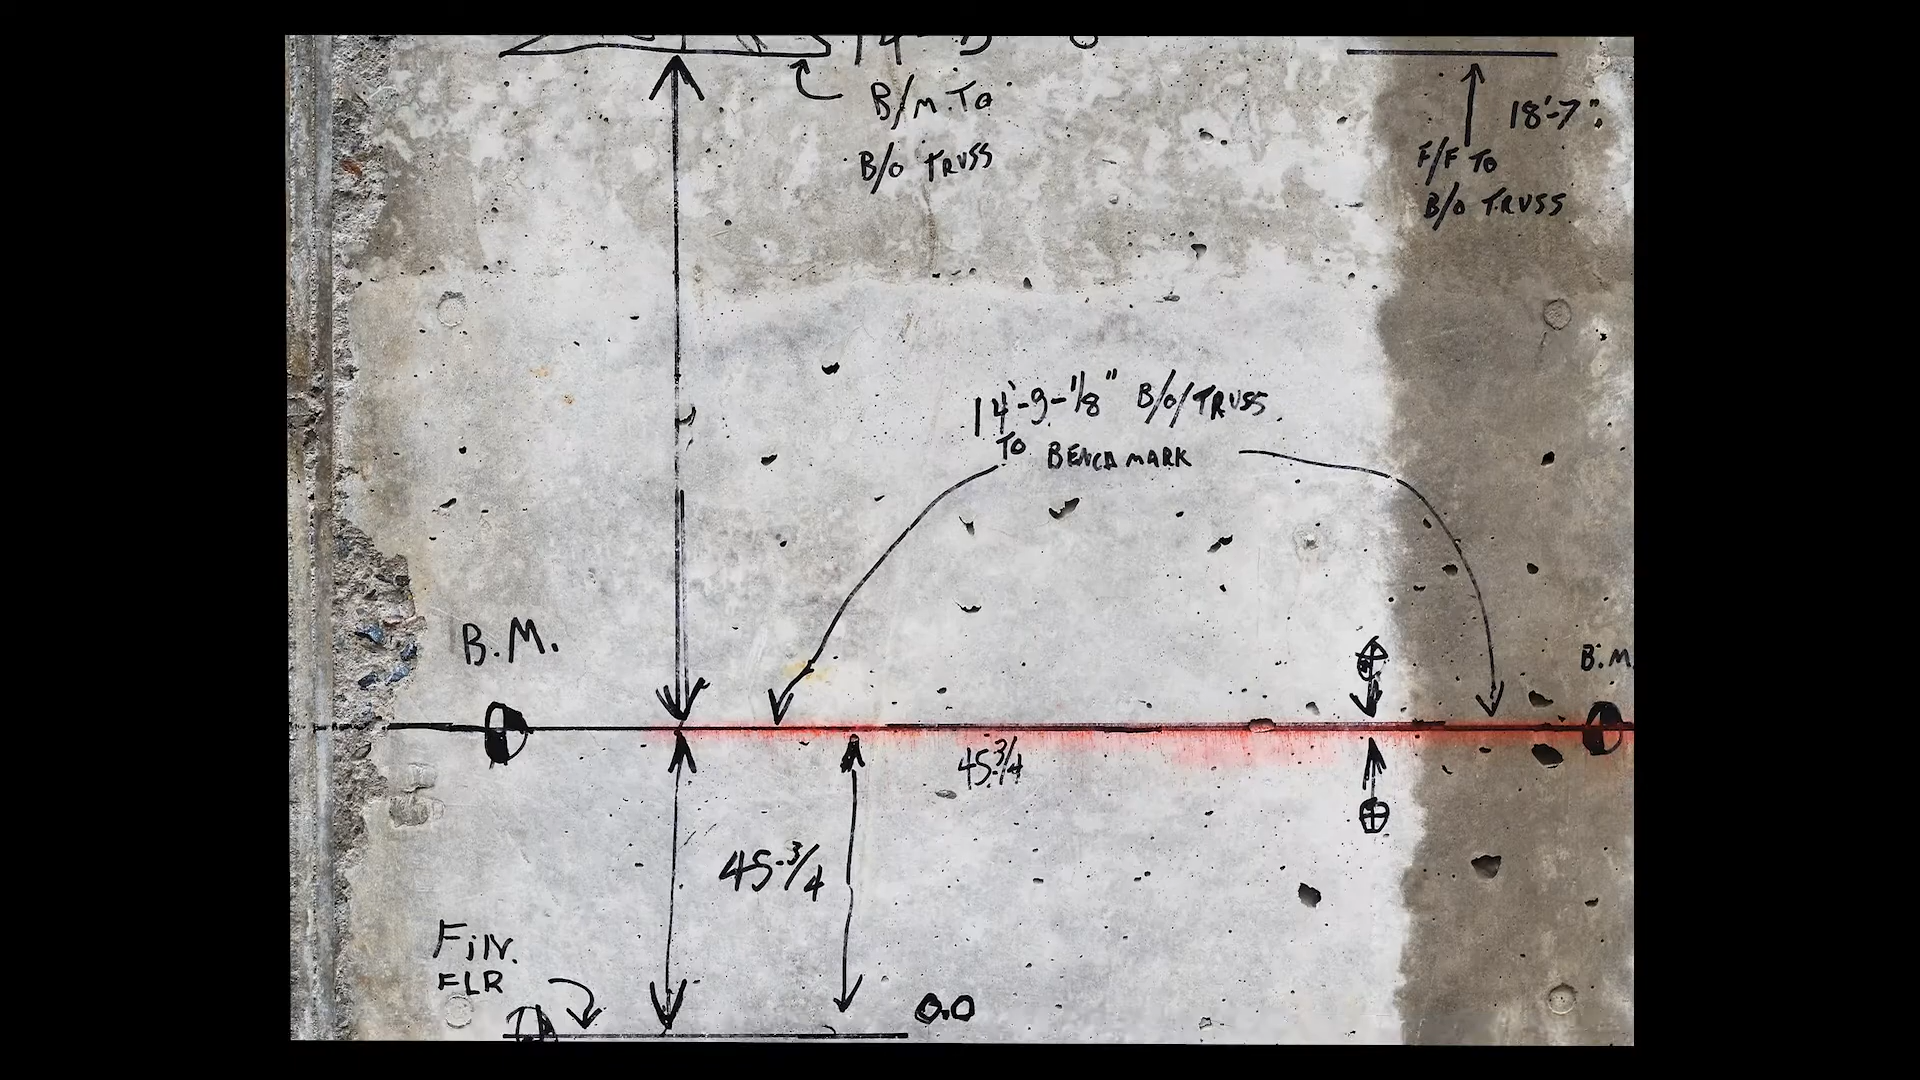 B/M. TO
B/O TRUSS
18'-7"
F/F TO
B/O TRUSS
14'-9-1/8" B/O/TRUSS
TO BENCHMARK
B.M.
B.M
45 3/4
45-3/4
FIN.
FLR
0.0